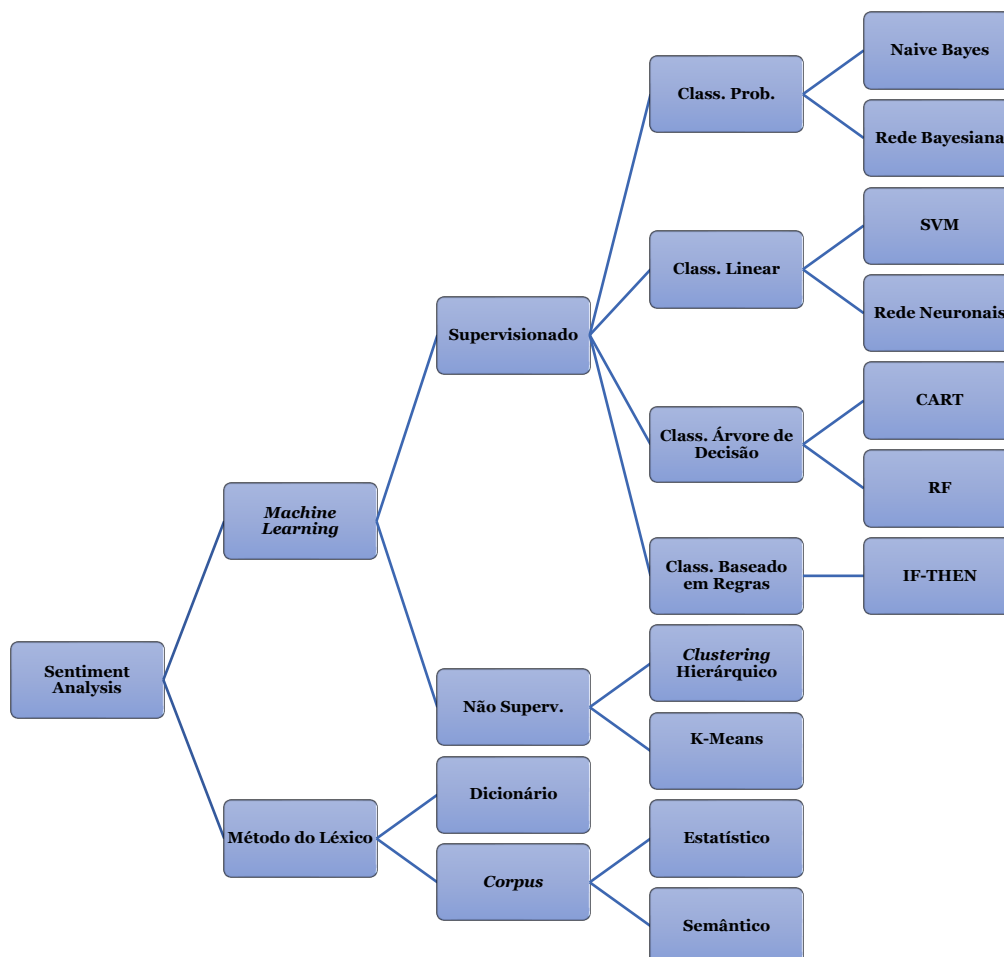 Naive Bayes
Class. Prob.
Rede Bayesiana
SVM
Class. Linear
Rede Neuronais
Supervisionado
CART
Class. Árvore de
Decisão
RF
Machine
Learning
Class. Baseado
em Regras
IF-THEN
Sentiment
Analysis
Clustering
Hierárquico
Não Superv.
K-Means
Dicionário
Método do Léxico
Estatístico
Corpus
Semântico